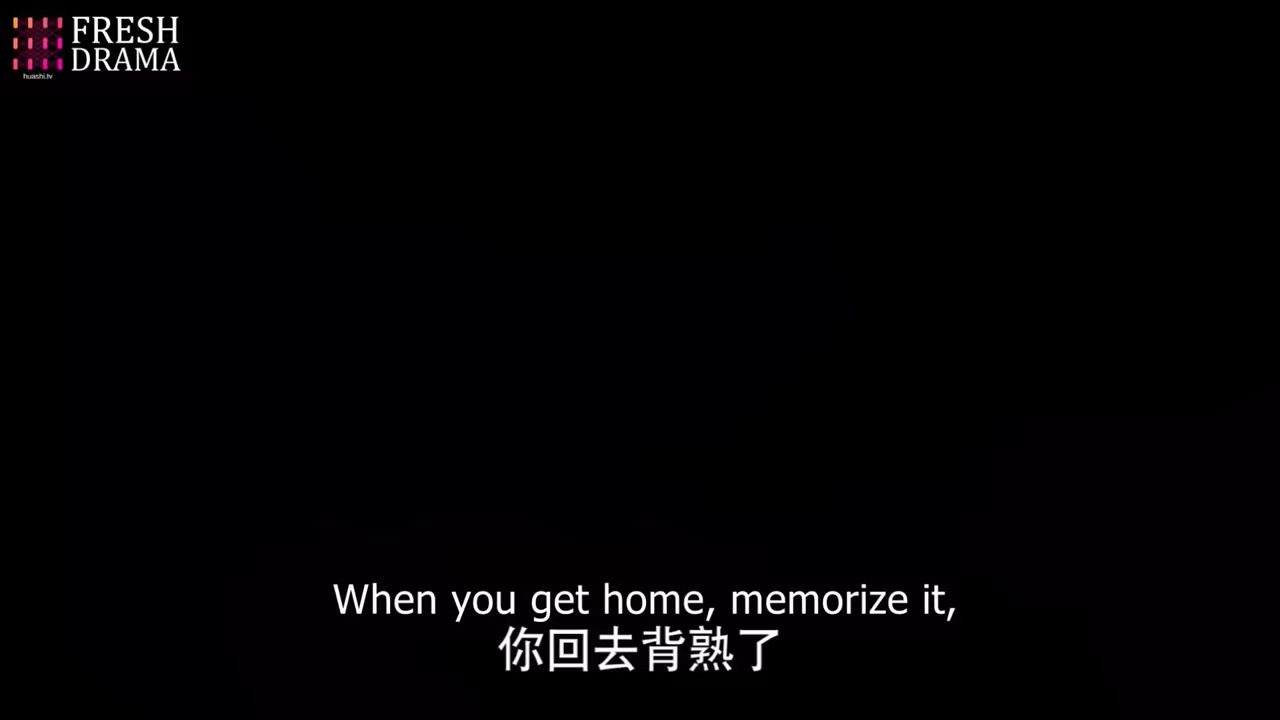 FRESH
DRAMA
huashi.tv
When you get home, memorize it,
你回去背熟了